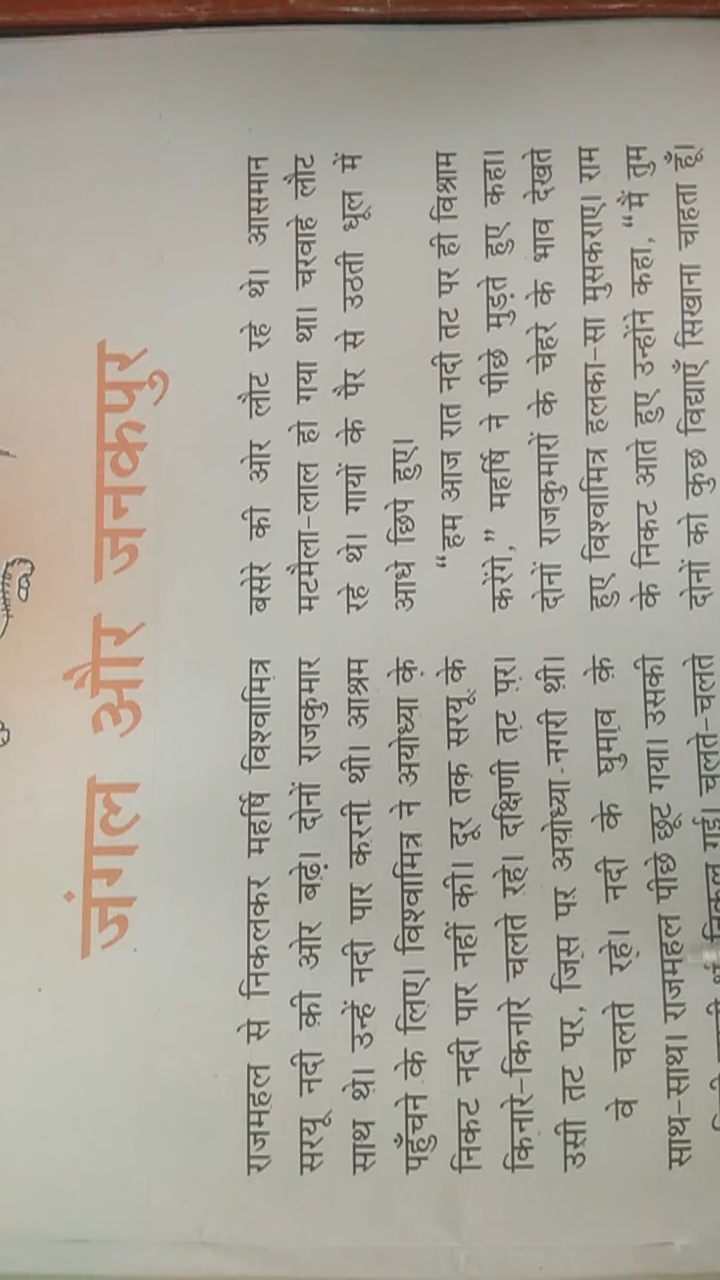 जंगल और जनकपुर
राजमहल से निकलकर महर्षि विश्वामित्र
सरयू नदी की ओर बढ़े। दोनों राजकुमार
साथ थे। उन्हें नदी पार करनी थी। आश्रम
पहुँचने के लिए। विश्वामित्र ने अयोध्या के
निकट नदी पार नहीं की। दूर तक सरयू के
किनारे-किनारे चलते रहे। दक्षिणी तट पर।
उसी तट पर, जिस पर अयोध्या नगरी थी।
वे चलते रहे। नदी के घुमाव के
साथ-साथ। राजमहल पीछे छूट गया। उसकी
निकल गई। चलते-चलते
बसेरे की ओर लौट रहे थे। आसमान
मटमैला-लाल हो गया था। चरवाहे लौट
रहे थे। गायों के पैर से उठती धूल में
आधे छिपे हुए।
“हम आज रात नदी तट पर ही विश्राम
करेंगे,” महर्षि ने पीछे मुड़ते हुए कहा।
दोनों राजकुमारों के चेहरे के भाव देखते
हुए विश्वामित्र हलका-सा मुसकराए। राम
के निकट आते हुए उन्होंने कहा, “मैं तुम
दोनों को कुछ विद्याएँ सिखाना चाहता हूँ।